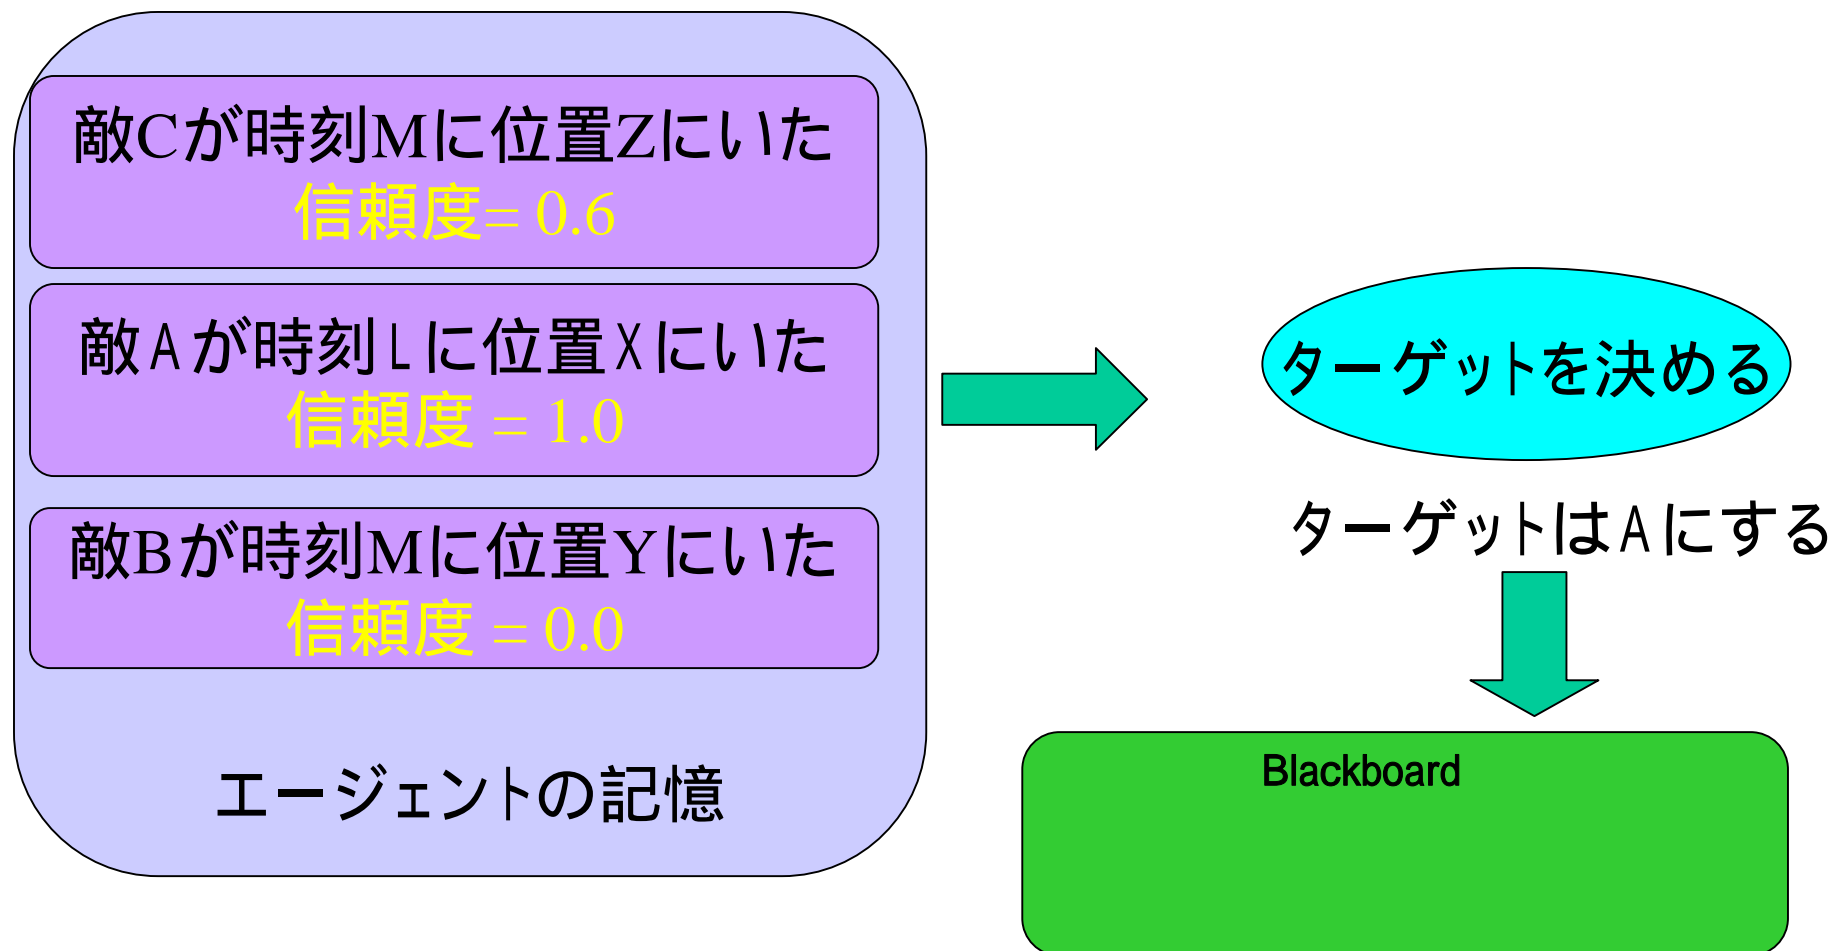 敵Cが時刻Mに位置Zにいた
信頼度= 0.6
敵Aが時刻Lに位置Xにいた
信頼度 = 1.0
敵Bが時刻Mに位置Yにいた
信頼度 = 0.0
エージェントの記憶
ターゲットを決める
ターゲットはAにする
Blackboard